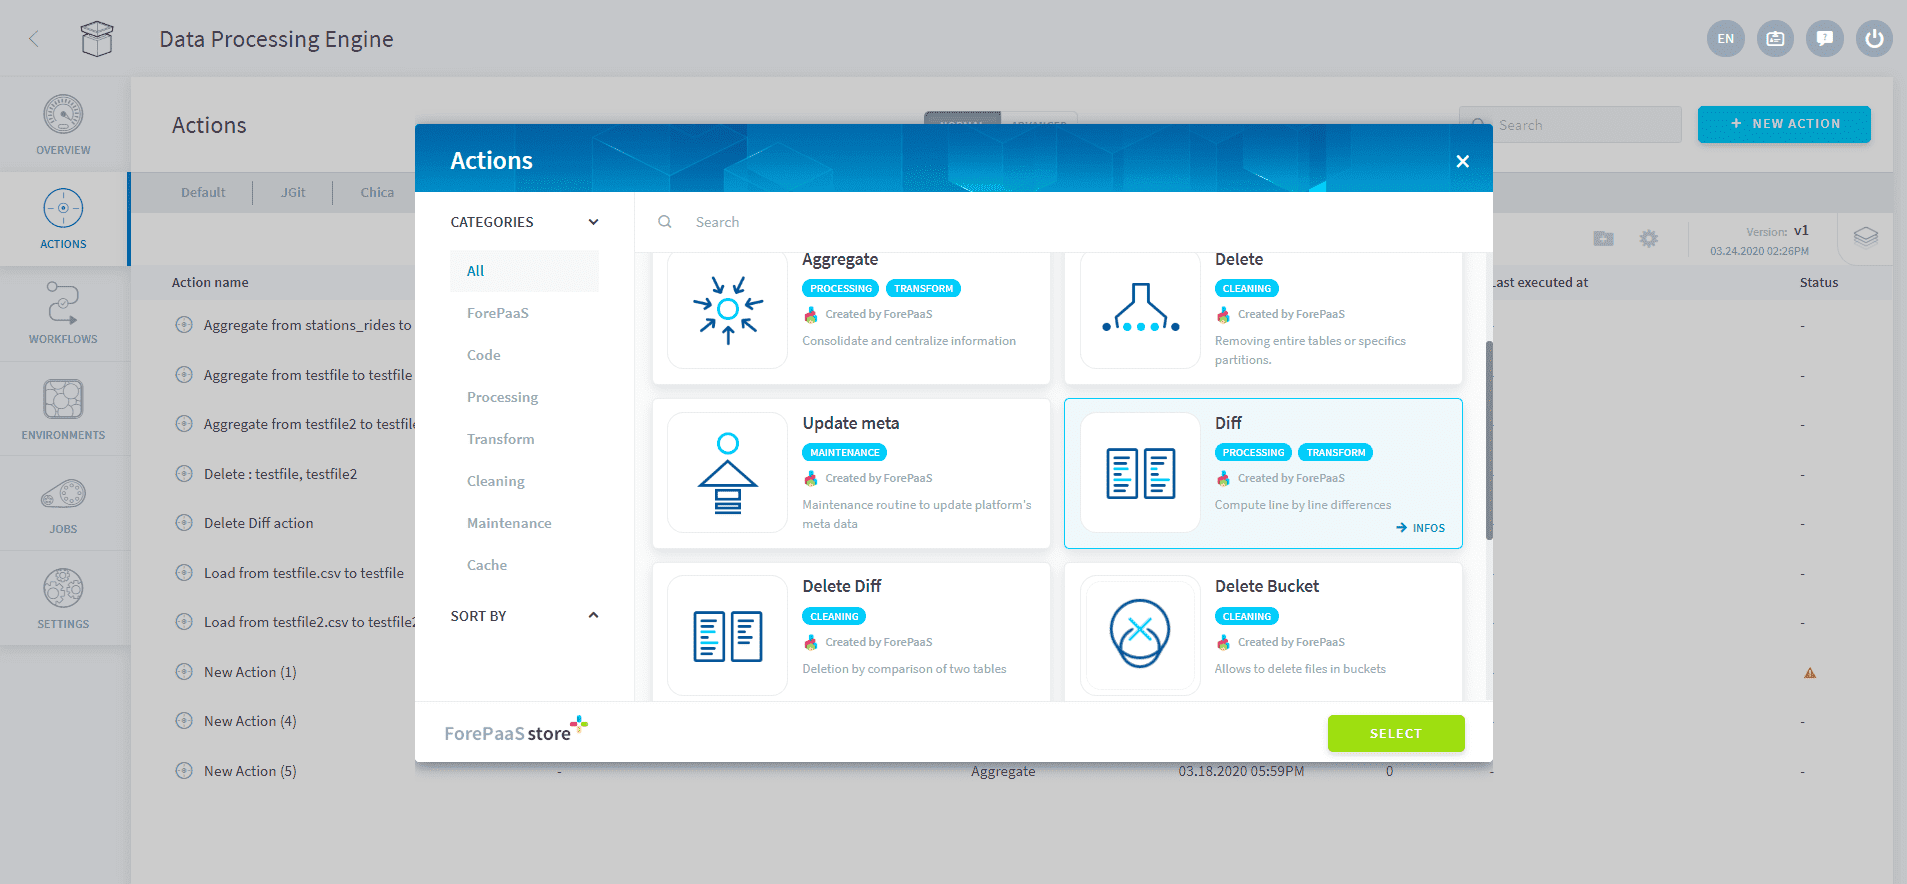 Data Processing Engine
EN
OVERVIEW
ACTIONS
WORKFLOWS
ENVIRONMENTS
JOBS
SETTINGS
Actions
NORMAL ADVANCED
Search
+ NEW ACTION
Default
JGit
Chica
Version: v1
03.24.2020 02:26PM
Action name
Last executed at
Status
Aggregate from stations_rides to
-
Aggregate from testfile to testfile
-
Aggregate from testfile2 to testfile
-
Delete : testfile, testfile2
-
Delete Diff action
-
Load from testfile.csv to testfile
-
Load from testfile2.csv to testfile2
-
New Action (1)
New Action (4)
-
New Action (5)
-
Aggregate
03.18.2020 05:59PM
0
-
-
Actions
CATEGORIES
All
ForePaaS
Code
Processing
Transform
Cleaning
Maintenance
Cache
SORT BY
Search
Aggregate
PROCESSING TRANSFORM
Created by ForePaaS
Consolidate and centralize information
Delete
CLEANING
Created by ForePaaS
Removing entire tables or specifics
partitions.
Update meta
MAINTENANCE
Created by ForePaaS
Maintenance routine to update platform's
meta data
Diff
PROCESSING TRANSFORM
Created by ForePaaS
Compute line by line differences
INFOS
Delete Diff
CLEANING
Created by ForePaaS
Deletion by comparison of two tables
Delete Bucket
CLEANING
Created by ForePaaS
Allows to delete files in buckets
ForePaaS store
SELECT